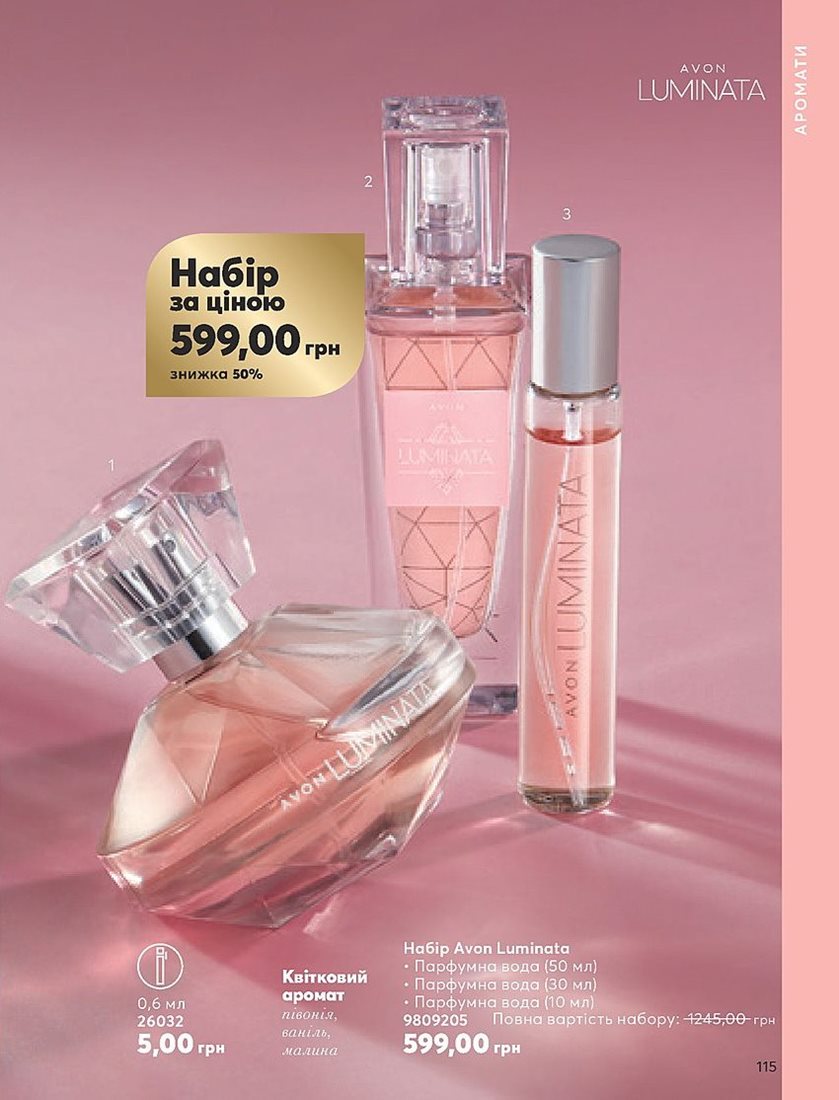 AVON
LUMINATA
АРОМАТИ
2
3
Набір
за ціною
599,00 грн
знижка 50%
1
AVON
LUMINATA
AVON LUMINATA
AVON LUMINATA
0,6 мл
26032
5,00 грн
Квітковий
аромат
півонія,
ваніль,
малина
Набір Avon Luminata
• Парфумна вода (50 мл)
• Парфумна вода (30 мл)
• Парфумна вода (10 мл)
9809205 Повна вартість набору: 1245,00 грн
599,00 грн
115